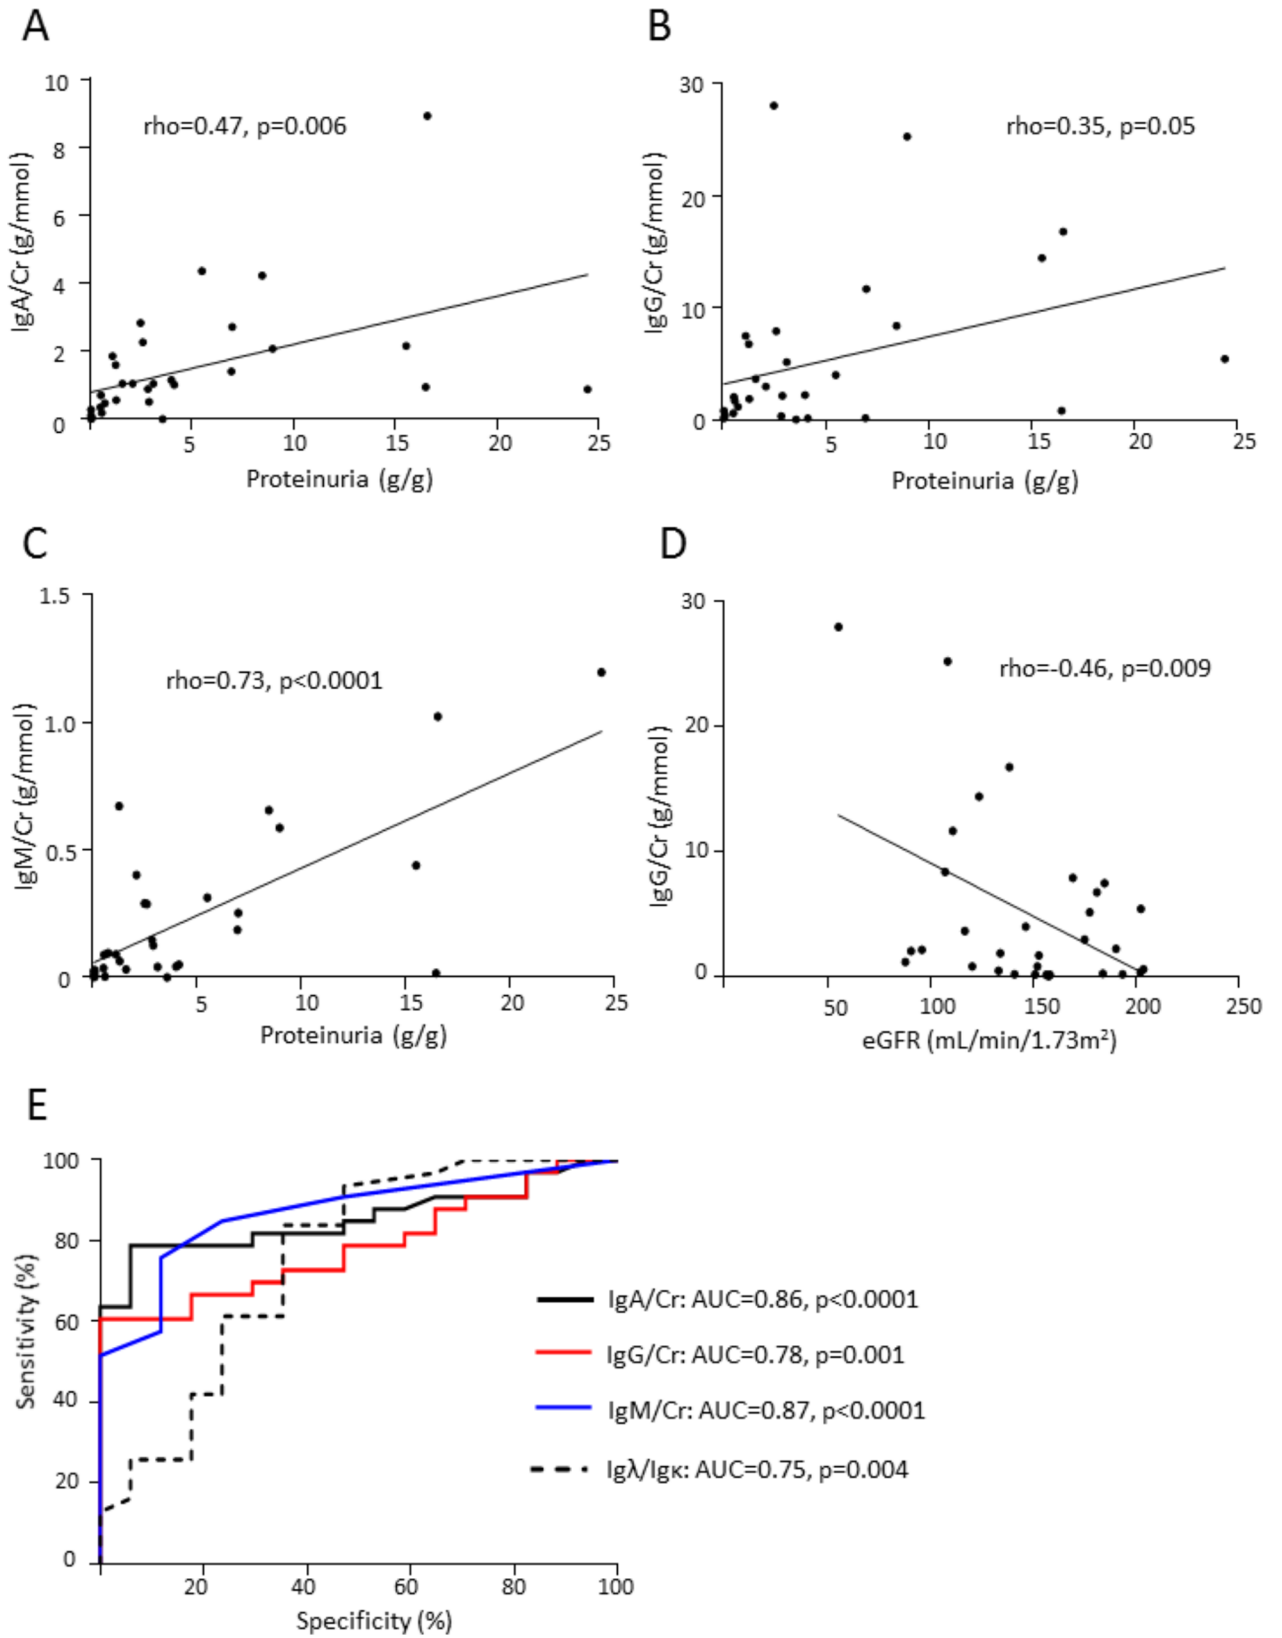 A
10
8
6
4
2
0
IgA/Cr (g/mmol)
rho=0.47, p=0.006
5 10 15 20 25
Proteinuria (g/g)
B
30
20
10
0
IgG/Cr (g/mmol)
rho=0.35, p=0.05
5 10 15 20 25
Proteinuria (g/g)
C
1.5
1.0
0.5
0
IgM/Cr (g/mmol)
rho=0.73, p<0.0001
5 10 15 20 25
Proteinuria (g/g)
D
30
20
10
0
IgG/Cr (g/mmol)
rho=-0.46, p=0.009
50 100 150 200 250
eGFR (mL/min/1.73m²)
E
100
80
60
40
20
0
Sensitivity (%)
20 40 60 80 100
Specificity (%)
IgA/Cr: AUC=0.86, p<0.0001
IgG/Cr: AUC=0.78, p=0.001
IgM/Cr: AUC=0.87, p<0.0001
Igλ/Igκ: AUC=0.75, p=0.004